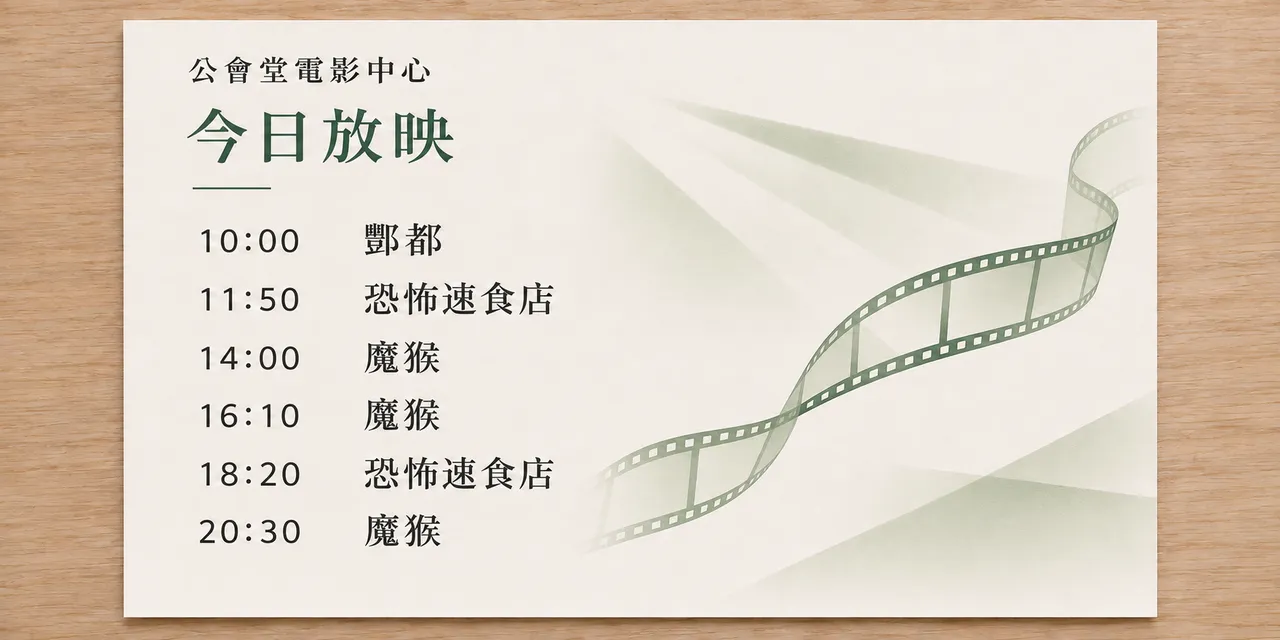 公會堂電影中心
今日放映
10:00 酆都
11:50 恐怖速食店
14:00 魔猴
16:10 魔猴
18:20 恐怖速食店
20:30 魔猴